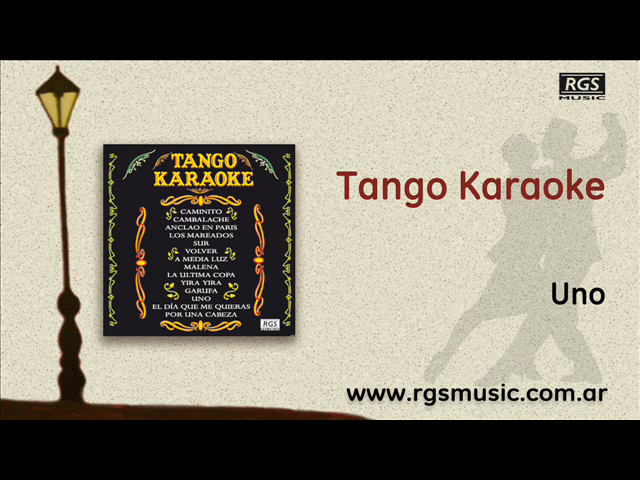 RGS
MUSIC
TANGO
KARAOKE
CAMINITO
CAMBALACHE
ANCLAO EN PARIS
LOS MAREADOS
SUR
VOLVER
A MEDIA LUZ
MALENA
LA ULTIMA COPA
YIRA YIRA
GARUFA
UNO
EL DÍA QUE ME QUIERAS
POR UNA CABEZA
RGS
Tango Karaoke
Uno
www.rgsmusic.com.ar